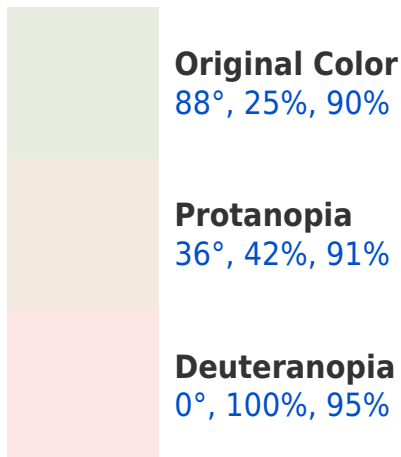 Original Color
88°, 25%, 90%
Protanopia
36°, 42%, 91%
Deuteranopia
0°, 100%, 95%